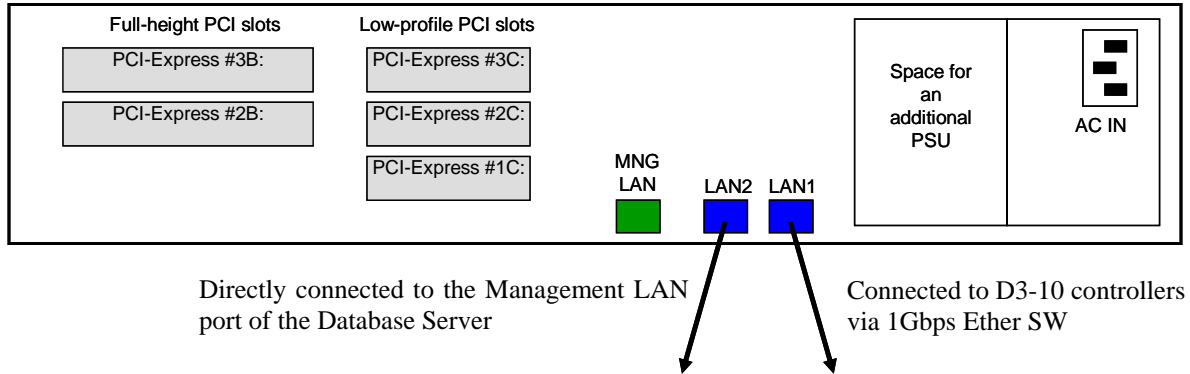 Full-height PCI slots
Low-profile PCI slots
PCI-Express #3B:
PCI-Express #3C:
PCI-Express #2B:
PCI-Express #2C:
PCI-Express #1C:
MNG
LAN
LAN2
LAN1
Space for
an
additional
PSU
AC IN
Directly connected to the Management LAN
port of the Database Server
Connected to D3-10 controllers
via 1Gbps Ether SW